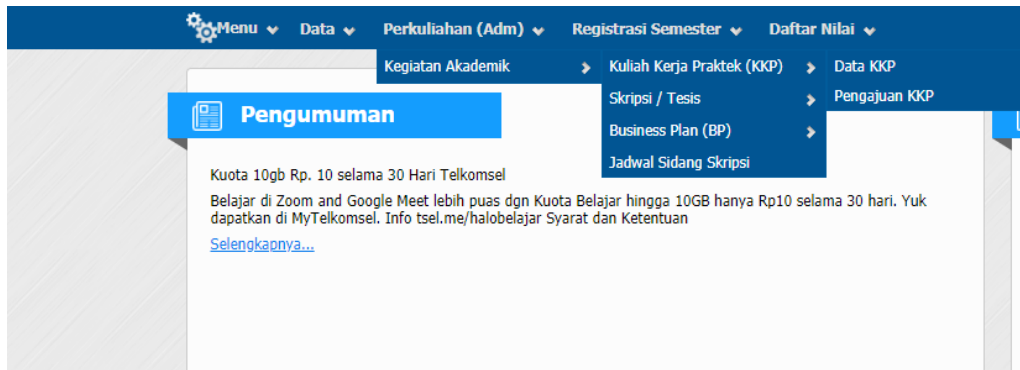 Menu Data Perkuliahan (Adm) Registrasi Semester Daftar Nilai
Kegiatan Akademik Kuliah Kerja Praktek (KKP) Data KKP
Skripsi / Tesis Pengajuan KKP
Business Plan (BP)
Jadwal Sidang Skripsi
Pengumuman
Kuota 10gb Rp. 10 selama 30 Hari Telkomsel
Belajar di Zoom and Google Meet lebih puas dgn Kuota Belajar hingga 10GB hanya Rp10 selama 30 hari. Yuk
dapatkan di MyTelkomsel. Info tsel.me/halobelajar Syarat dan Ketentuan
Selengkapnya...